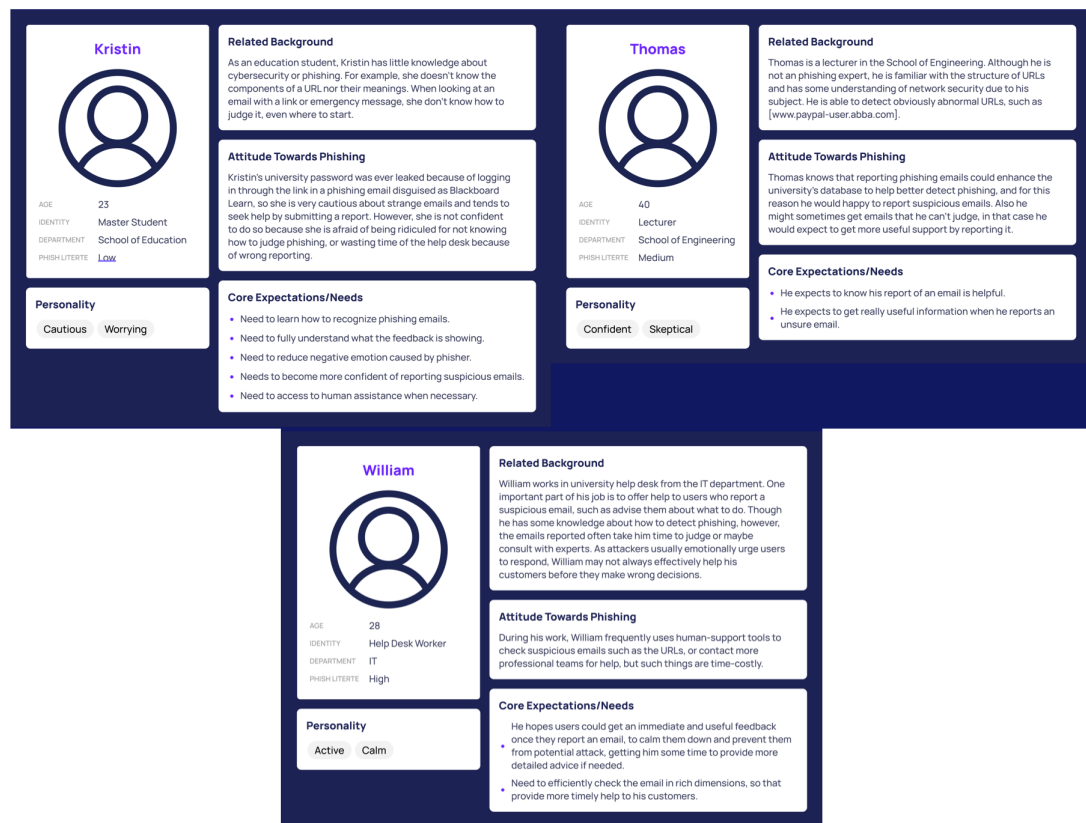 Kristin
AGE 23
IDENTITY Master Student
DEPARTMENT School of Education
PHISH LITERTE Low
Personality
Cautious Worrying
Related Background
As an education student, Kristin has little knowledge about
cybersecurity or phishing. For example, she doesn't know the
components of a URL nor their meanings. When looking at an
email with a link or emergency message, she don't know how to
judge it, even where to start.
Attitude Towards Phishing
Kristin's university password was ever leaked because of logging
in through the link in a phishing email disguised as Blackboard
Learn, so she is very cautious about strange emails and tends to
seek help by submitting a report. However, she is not confident
to do so because she is afraid of being ridiculed for not knowing
how to judge phishing, or wasting time of the help desk because
of wrong reporting.
Core Expectations/Needs
• Need to learn how to recognize phishing emails.
• Need to fully understand what the feedback is showing.
• Need to reduce negative emotion caused by phisher.
• Needs to become more confident of reporting suspicious emails.
• Need to access to human assistance when necessary.
Thomas
AGE 40
IDENTITY Lecturer
DEPARTMENT School of Engineering
PHISH LITERTE Medium
Personality
Confident Skeptical
Related Background
Thomas is a lecturer in the School of Engineering. Although he is
not an phishing expert, he is familiar with the structure of URLs
and has some understanding of network security due to his
subject. He is able to detect obviously abnormal URLs, such as
[www.paypal-user.abba.com].
Attitude Towards Phishing
Thomas knows that reporting phishing emails could enhance the
university's database to help better detect phishing, and for this
reason he would happy to report suspicious emails. Also he
might sometimes get emails that he can't judge, in that case he
would expect to get more useful support by reporting it.
Core Expectations/Needs
• He expects to know his report of an email is helpful.
• He expects to get really useful information when he reports an
unsure email.
William
AGE 28
IDENTITY Help Desk Worker
DEPARTMENT IT
PHISH LITERTE High
Personality
Active Calm
Related Background
William works in university help desk from the IT department. One
important part of his job is to offer help to users who report a
suspicious email, such as advise them about what to do. Though
he has some knowledge about how to detect phishing, however,
the emails reported often take him time to judge or maybe
consult with experts. As attackers usually emotionally urge users
to respond, William may not always effectively help his
customers before they make wrong decisions.
Attitude Towards Phishing
During his work, William frequently uses human-support tools to
check suspicious emails such as the URLs, or contact more
professional teams for help, but such things are time-costly.
Core Expectations/Needs
• He hopes users could get an immediate and useful feedback
once they report an email, to calm them down and prevent them
from potential attack, getting him some time to provide more
detailed advice if needed.
• Need to efficiently check the email in rich dimensions, so that
provide more timely help to his customers.